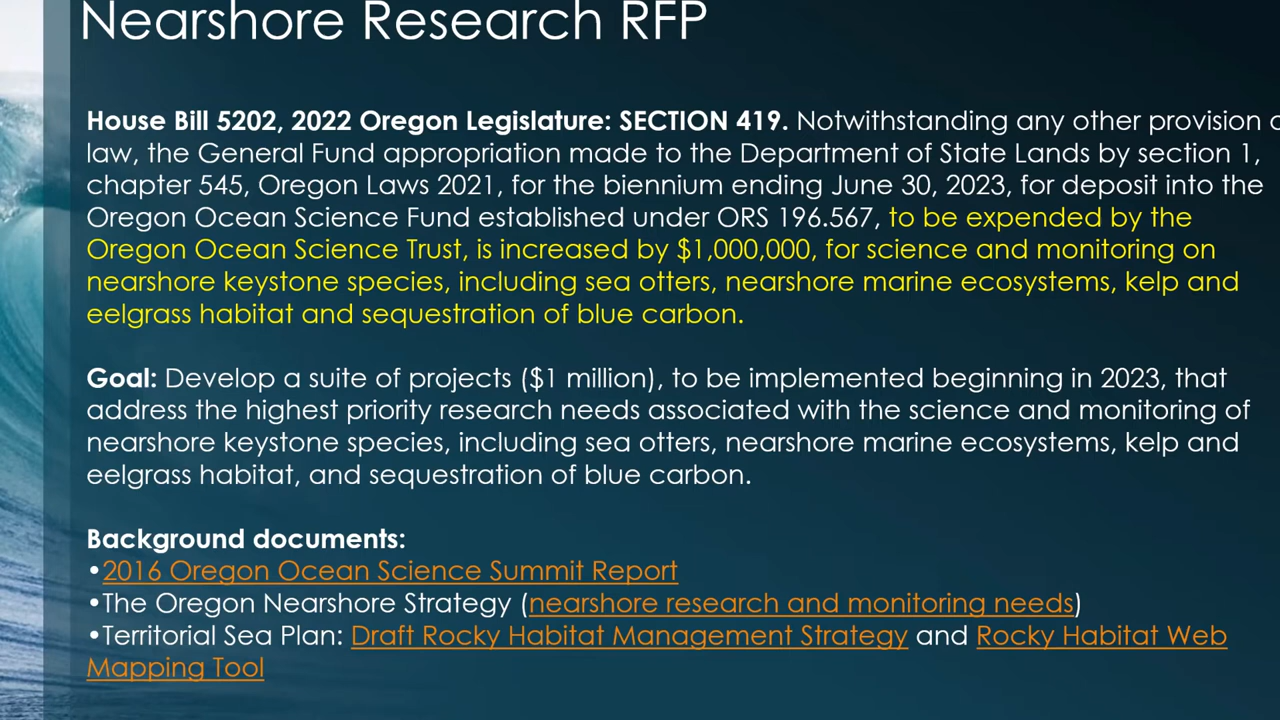 Nearshore Research RFP
House Bill 5202, 2022 Oregon Legislature: SECTION 419. Notwithstanding any other provision
law, the General Fund appropriation made to the Department of State Lands by section 1,
chapter 545, Oregon Laws 2021, for the biennium ending June 30, 2023, for deposit into the
Oregon Ocean Science Fund established under ORS 196.567, to be expended by the
Oregon Ocean Science Trust, is increased by $1,000,000, for science and monitoring on
nearshore keystone species, including sea otters, nearshore marine ecosystems, kelp and
eelgrass habitat and sequestration of blue carbon.
Goal: Develop a suite of projects ($1 million), to be implemented beginning in 2023, that
address the highest priority research needs associated with the science and monitoring of
nearshore keystone species, including sea otters, nearshore marine ecosystems, kelp and
eelgrass habitat, and sequestration of blue carbon.
Background documents:
•2016 Oregon Ocean Science Summit Report
•The Oregon Nearshore Strategy (nearshore research and monitoring needs)
•Territorial Sea Plan: Draft Rocky Habitat Management Strategy and Rocky Habitat Web
Mapping Tool